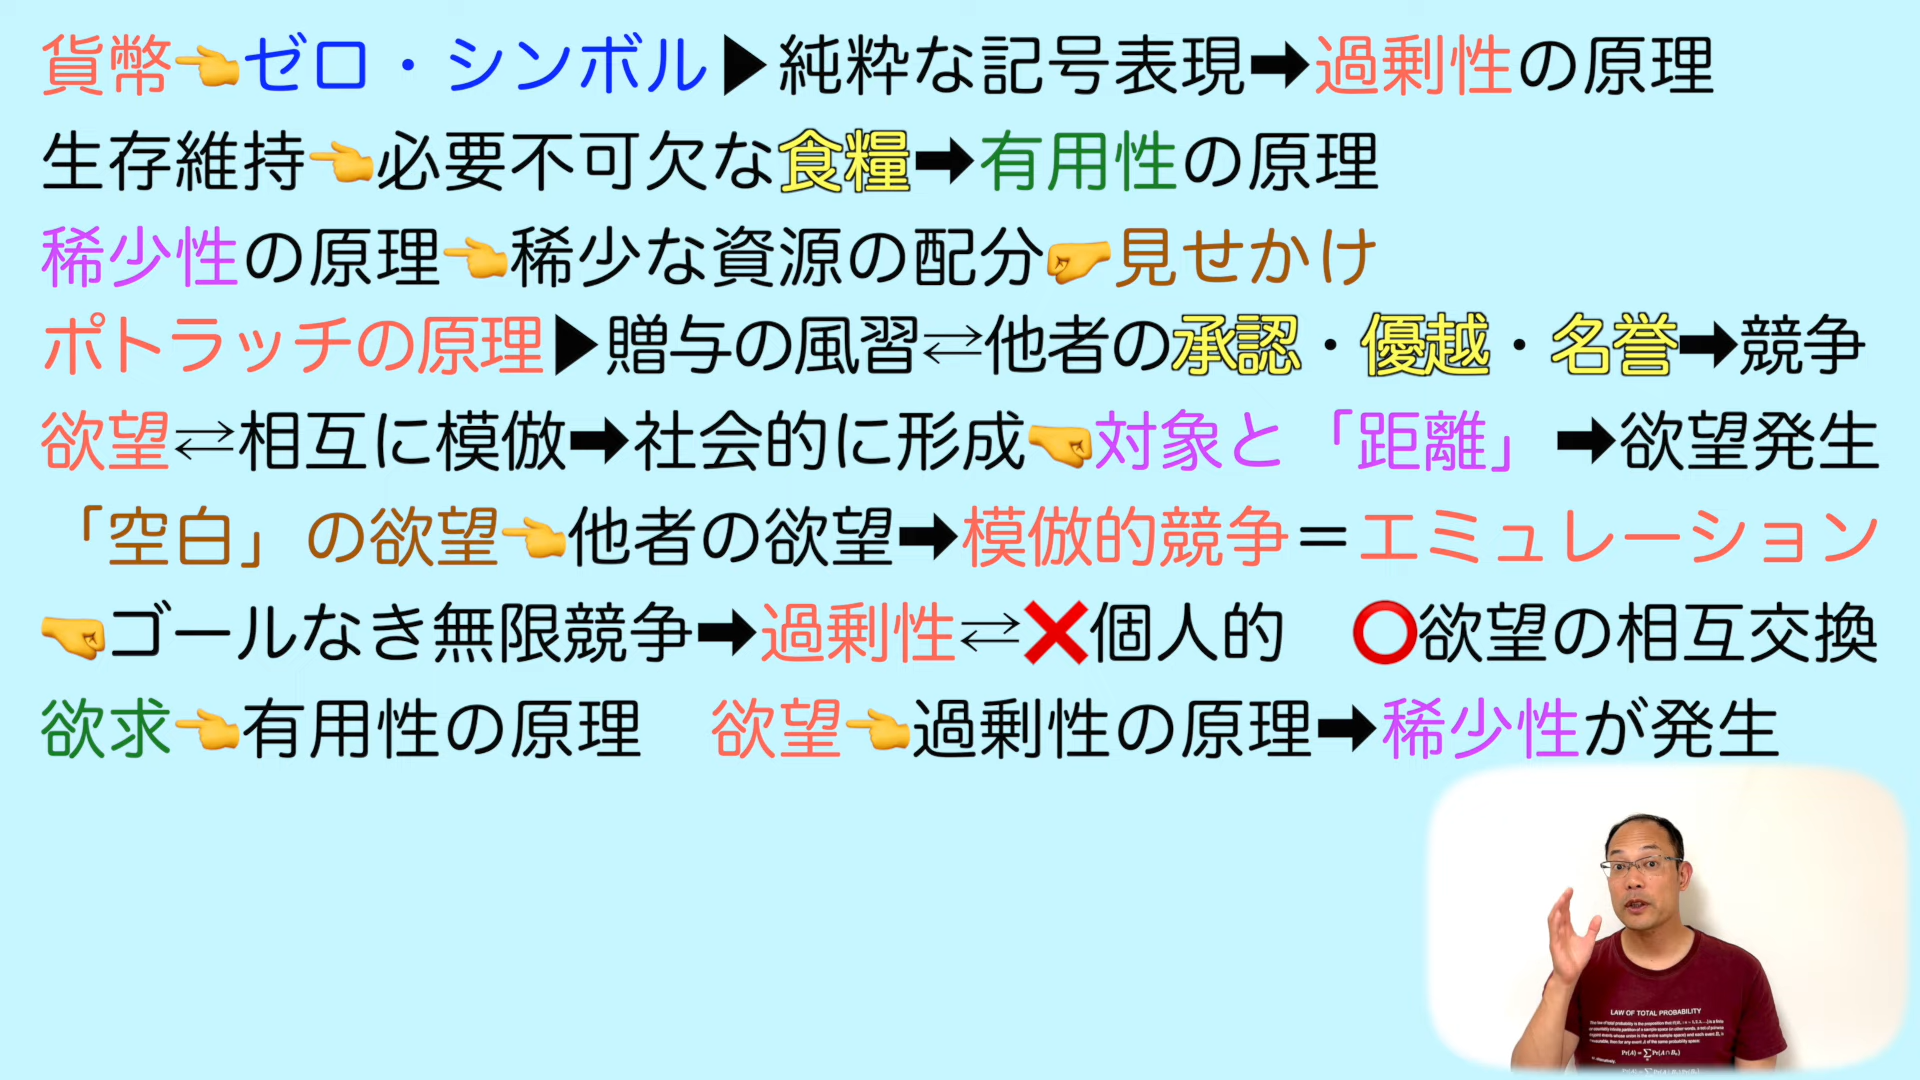 貨幣👈ゼロ・シンボル▶純粋な記号表現➡過剰性の原理
生存維持👈必要不可欠な食糧➡有用性の原理
稀少性の原理👈稀少な資源の配分👉見せかけ
ポトラッチの原理▶贈与の風習⇄他者の承認・優越・名誉➡競争
欲望⇄相互に模倣➡社会的に形成👈対象と「距離」➡欲望発生
「空白」の欲望👈他者の欲望➡模倣的競争＝エミュレーション
👈ゴールなき無限競争➡過剰性⇄❌個人的　⭕欲望の相互交換
欲求👈有用性の原理　欲望👈過剰性の原理➡稀少性が発生
LAW OF TOTAL PROBABILITY